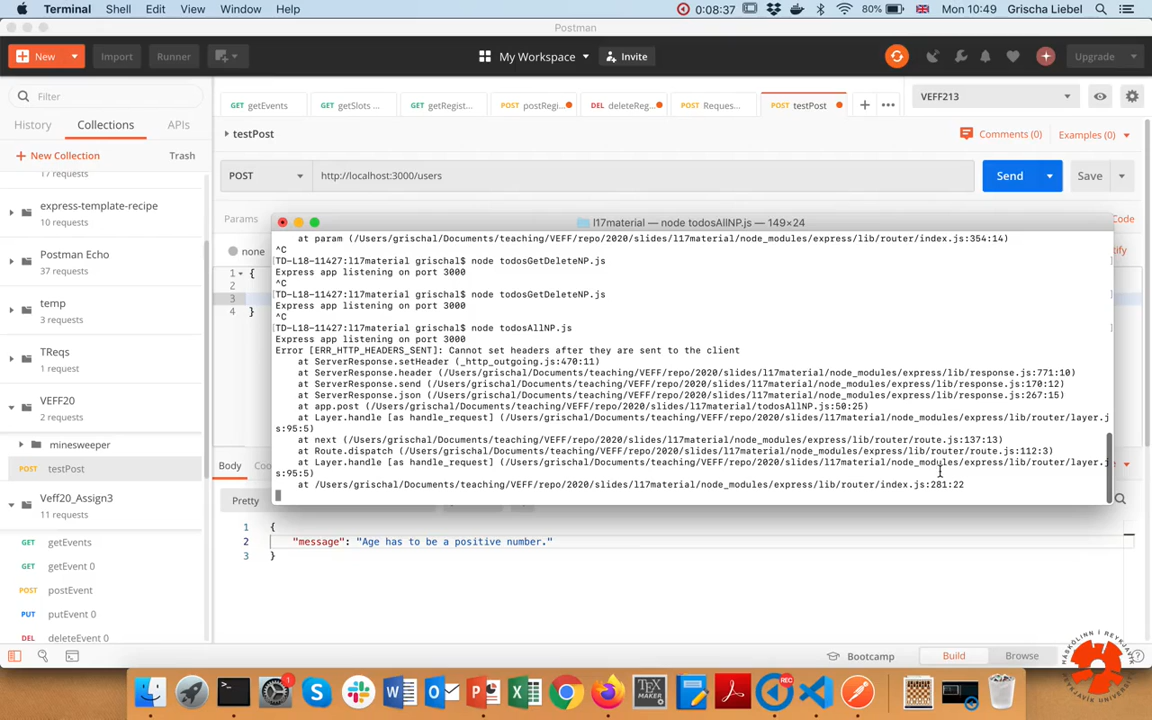 Terminal Shell Edit View Window Help 00:08:37 80% Mon 10:49 Grischa Liebel
Postman
New Import Runner My Workspace Invite Upgrade
Filter
History Collections APIs
New Collection Trash
17 requests
express-template-recipe
10 requests
Postman Echo
37 requests
temp
3 requests
TReqs
1 request
VEFF20
2 requests
minesweeper
POST testPost
Veff20_Assign3
11 requests
GET getEvents
GET getEvent 0
POST postEvent
PUT putEvent 0
DEL deleteEvent 0
GET getEvents GET getSlots ... GET getRegist... POST postRegi... DEL deleteReg... POST Reques... POST testPost VEFF213
testPost Comments (0) Examples (0)
POST http://localhost:3000/users Send Save
Params Code
none
1 {
2
3
4 }
l17material — node todosAllNP.js — 149×24
at param (/Users/grischal/Documents/teaching/VEFF/repo/2020/slides/l17material/node_modules/express/lib/router/index.js:354:14)
^C
[TD-L18-11427:l17material grischal$ node todosGetDeleteNP.js ]
Express app listening on port 3000
^C
[TD-L18-11427:l17material grischal$ node todosGetDeleteNP.js ]
Express app listening on port 3000
^C
[TD-L18-11427:l17material grischal$ node todosAllNP.js ]
Express app listening on port 3000
Error [ERR_HTTP_HEADERS_SENT]: Cannot set headers after they are sent to the client
at ServerResponse.setHeader (_http_outgoing.js:470:11)
at ServerResponse.header (/Users/grischal/Documents/teaching/VEFF/repo/2020/slides/l17material/node_modules/express/lib/response.js:771:10)
at ServerResponse.send (/Users/grischal/Documents/teaching/VEFF/repo/2020/slides/l17material/node_modules/express/lib/response.js:170:12)
at ServerResponse.json (/Users/grischal/Documents/teaching/VEFF/repo/2020/slides/l17material/node_modules/express/lib/response.js:267:15)
at app.post (/Users/grischal/Documents/teaching/VEFF/repo/2020/slides/l17material/todosAllNP.js:50:25)
at Layer.handle [as handle_request] (/Users/grischal/Documents/teaching/VEFF/repo/2020/slides/l17material/node_modules/express/lib/router/layer.j
s:95:5)
at next (/Users/grischal/Documents/teaching/VEFF/repo/2020/slides/l17material/node_modules/express/lib/router/route.js:137:13)
at Route.dispatch (/Users/grischal/Documents/teaching/VEFF/repo/2020/slides/l17material/node_modules/express/lib/router/route.js:112:3)
at Layer.handle [as handle_request] (/Users/grischal/Documents/teaching/VEFF/repo/2020/slides/l17material/node_modules/express/lib/router/layer.j
s:95:5)
at /Users/grischal/Documents/teaching/VEFF/repo/2020/slides/l17material/node_modules/express/lib/router/index.js:281:22
Body
Pretty
1 {
2 "message": "Age has to be a positive number."
3 }
Bootcamp Build Browse